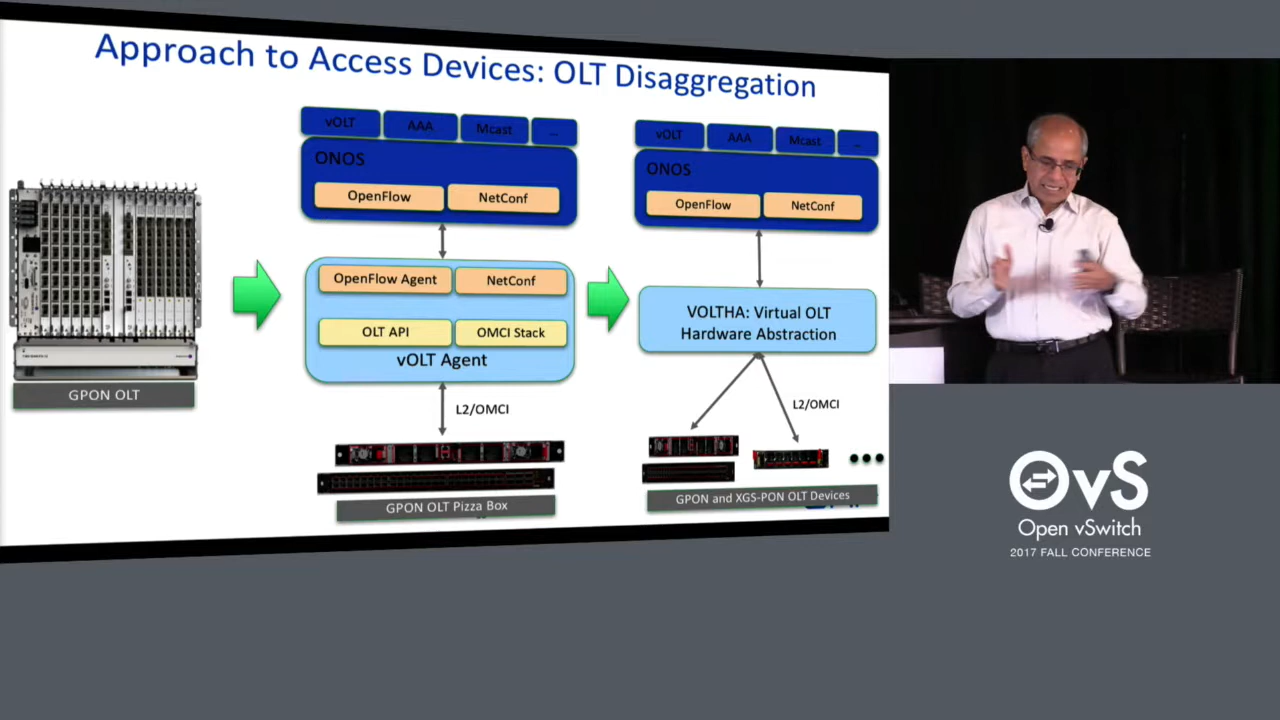 Approach to Access Devices: OLT Disaggregation
GPON OLT
vOLT
AAA
Mcast
...
ONOS
OpenFlow
NetConf
OpenFlow Agent
NetConf
OLT API
OMCI Stack
vOLT Agent
L2/OMCI
GPON OLT Pizza Box
vOLT
AAA
Mcast
...
ONOS
OpenFlow
NetConf
VOLTHA: Virtual OLT
Hardware Abstraction
L2/OMCI
GPON and XGS-PON OLT Devices
OvS
Open vSwitch
2017 FALL CONFERENCE